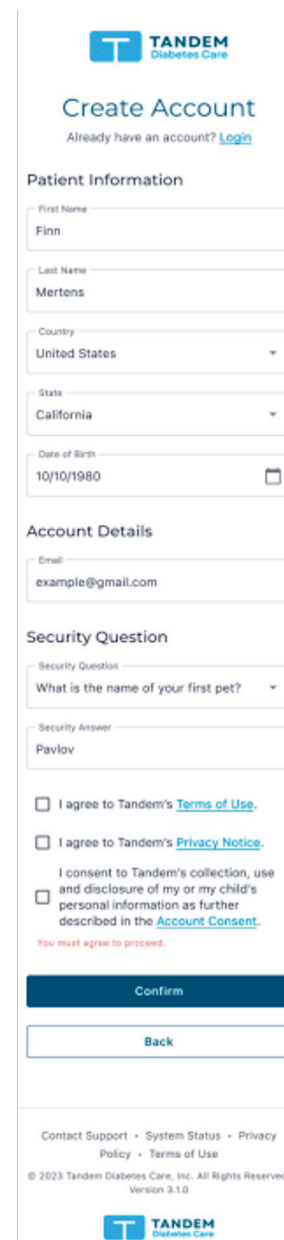 TANDEM
Diabetes Care
Create Account
Already have an account? Login
Patient Information
First Name
Finn
Last Name
Mertens
Country
United States
State
California
Date of Birth
10/10/1980
Account Details
Email
example@gmail.com
Security Question
Security Question
What is the name of your first pet?
Security Answer
Pavlov
I agree to Tandem's Terms of Use.
I agree to Tandem's Privacy Notice.
I consent to Tandem's collection, use
and disclosure of my or my child's
personal information as further
described in the Account Consent.
You must agree to proceed.
Confirm
Back
Contact Support • System Status • Privacy
Policy • Terms of Use
© 2023 Tandem Diabetes Care, Inc. All Rights Reserved
Version 3.1.0
TANDEM
Diabetes Care